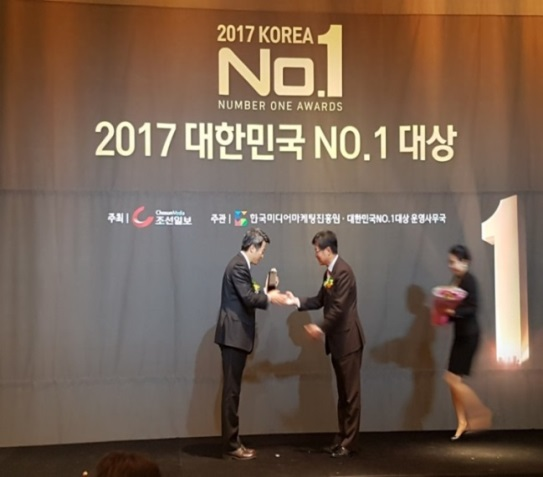 2017 KOREA
No.1
NUMBER ONE AWARDS
2017 대한민국 NO.1 대상
주최 | ChosunMedia 조선일보 주관 | 한국미디어마케팅진흥원 · 대한민국NO.1대상 운영사무국
1